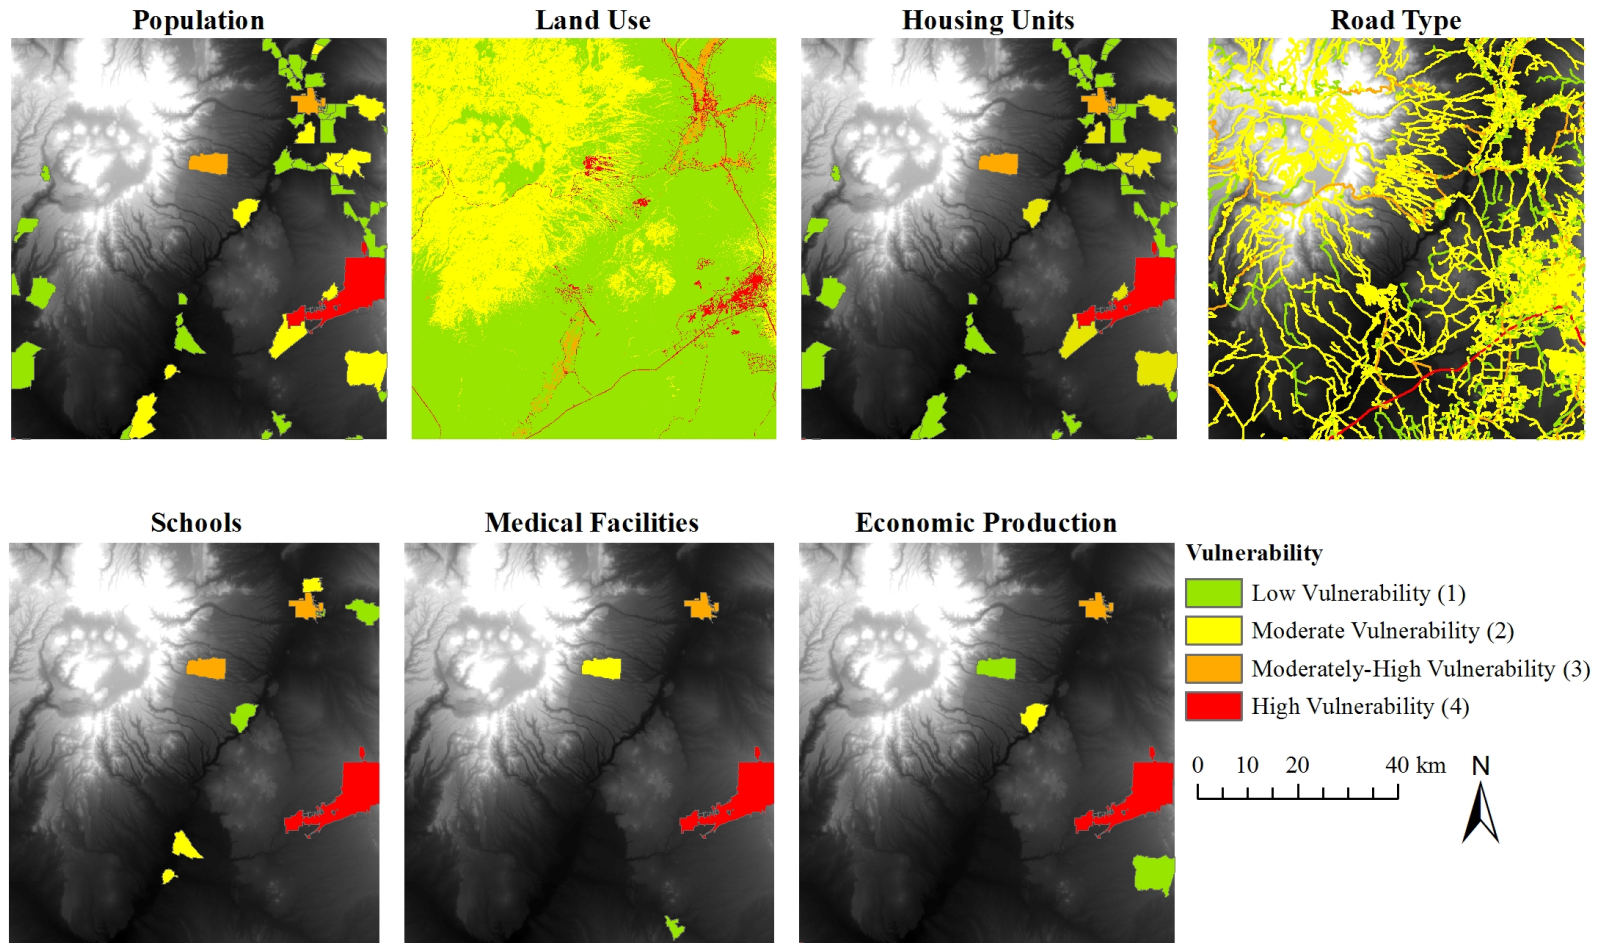 Population
Land Use
Housing Units
Road Type
Schools
Medical Facilities
Economic Production
Vulnerability
Low Vulnerability (1)
Moderate Vulnerability (2)
Moderately-High Vulnerability (3)
High Vulnerability (4)
0 10 20 40 km
N